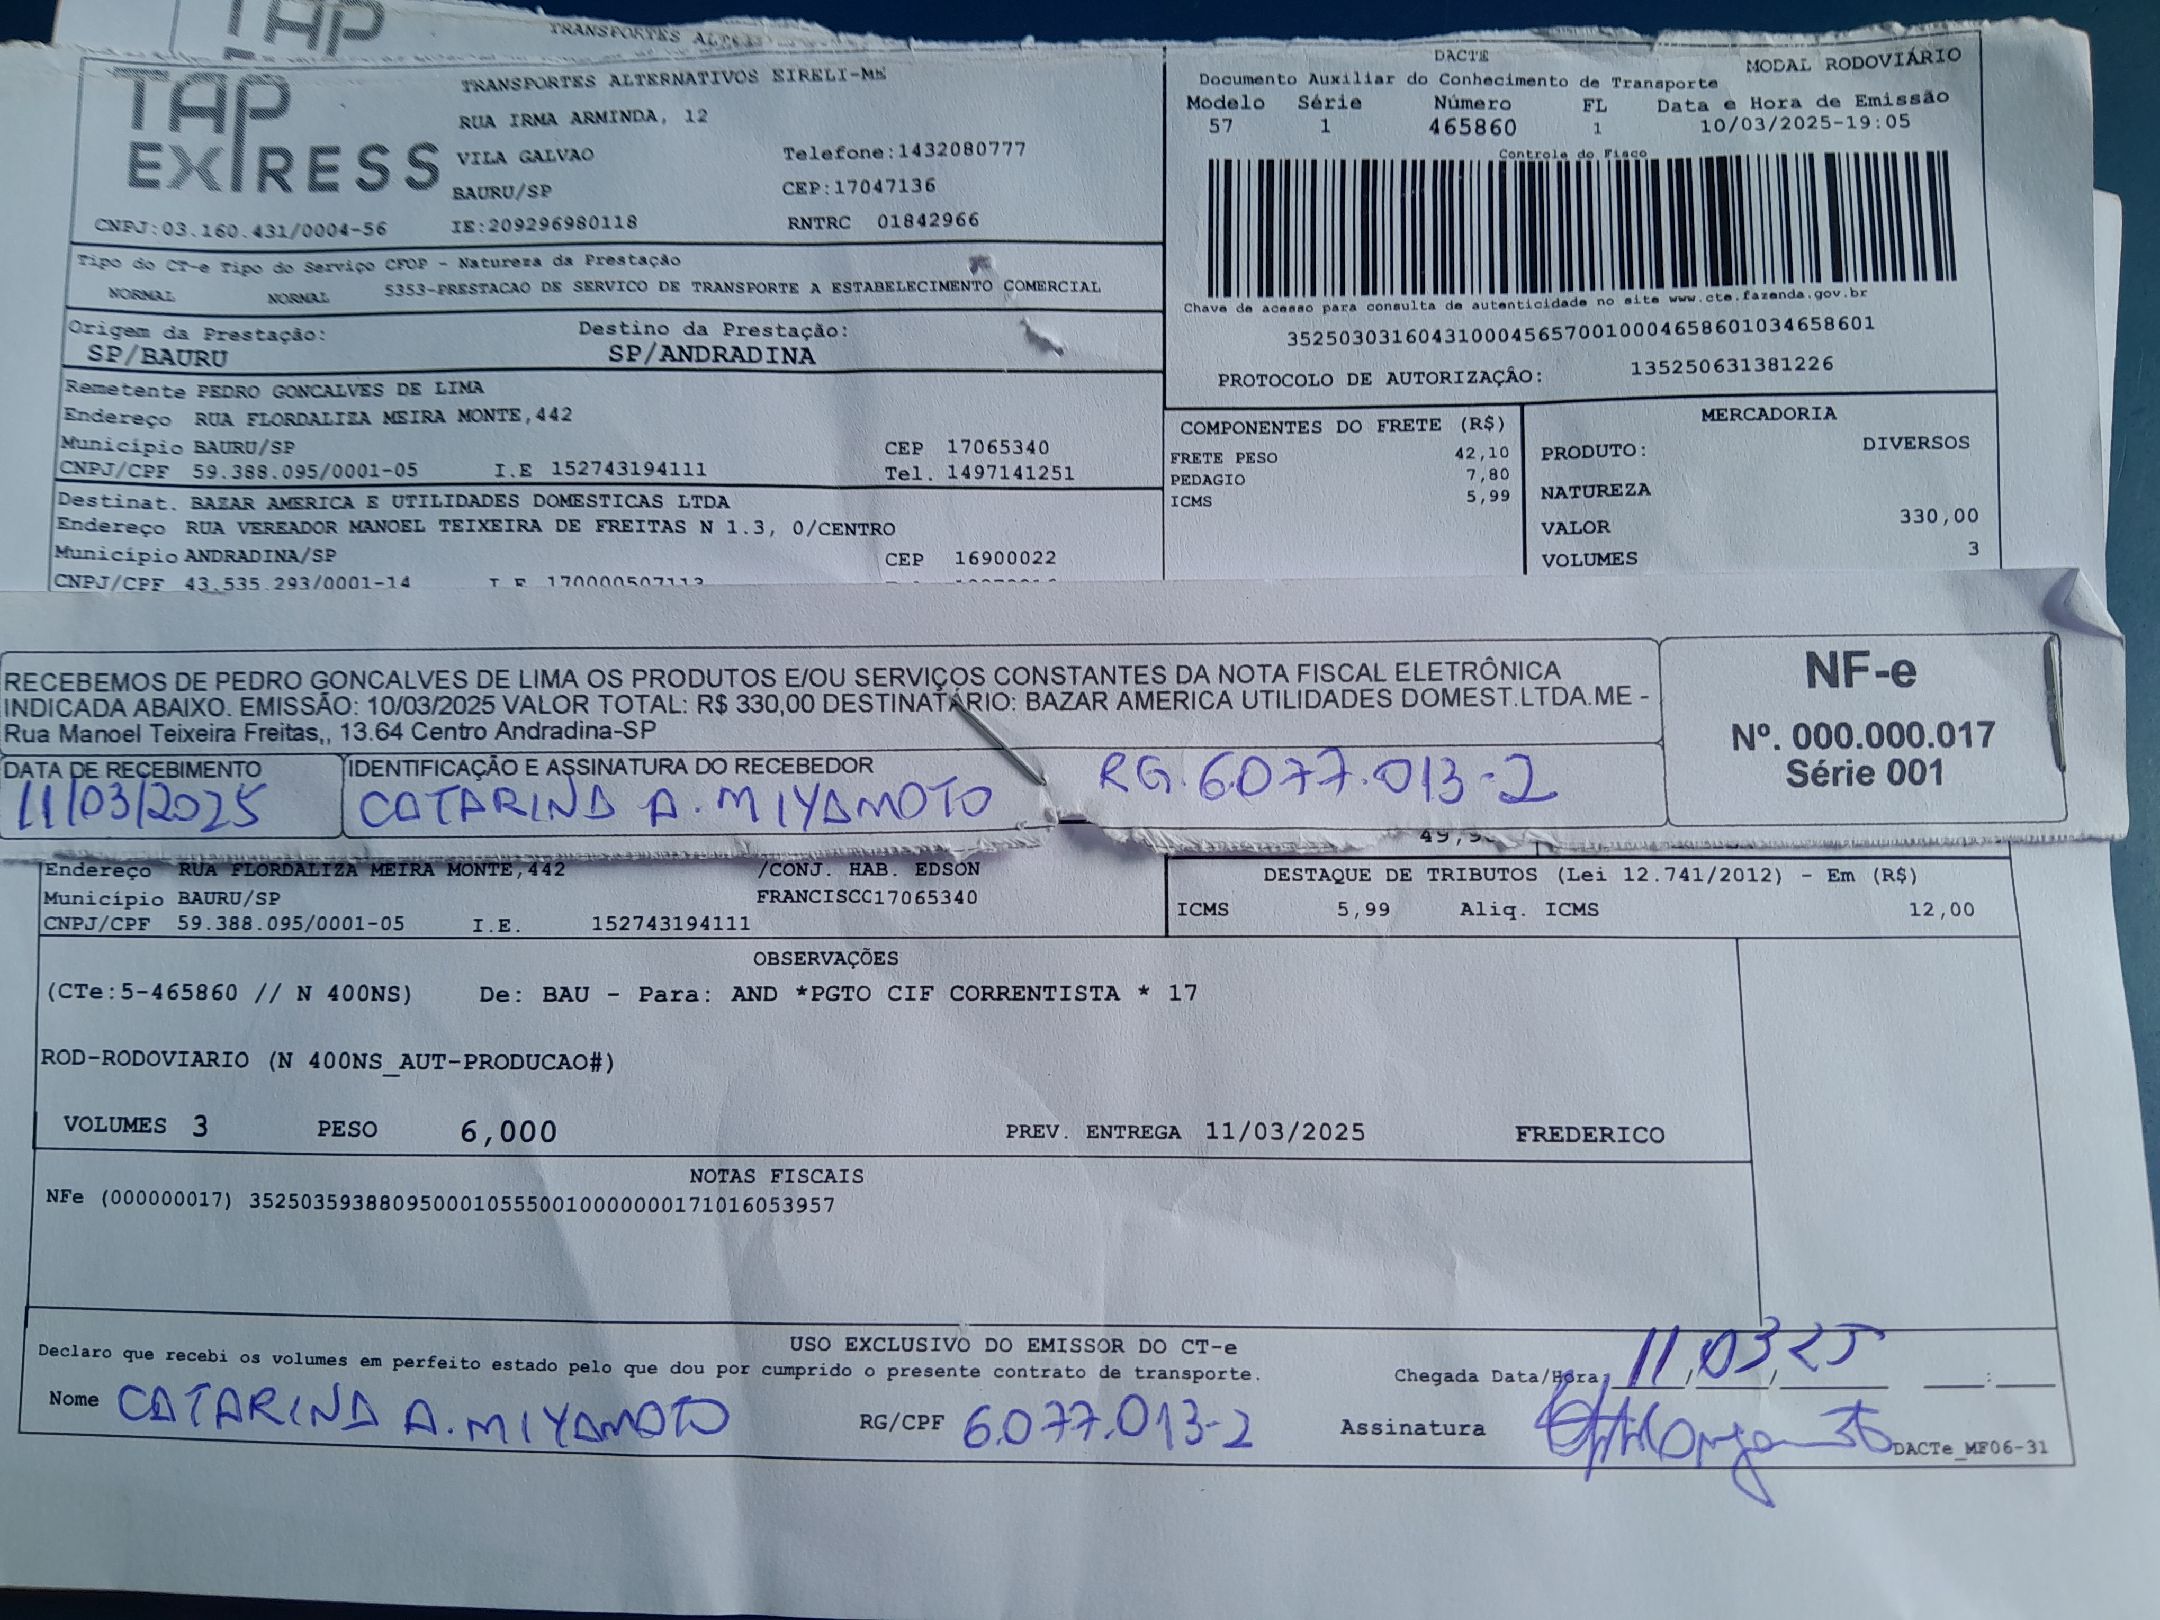 TAP
TRANSPORTES
TAP
EXPRESS
TRANSPORTES ALTERNATIVOS EIRELI-ME
RUA IRMA ARMINDA, 12
VILA GALVAO Telefone:1432080777
BAURU/SP CEP:17047136
CNPJ:03.160.431/0004-56 IE:209296980118 RNTRC 01842966
DACTE
Documento Auxiliar do Conhecimento de Transporte MODAL RODOVIÁRIO
Modelo Série Número FL Data e Hora de Emissão
57 1 465860 1 10/03/2025-19:05
Controle do Fisco
Chave de acesso para consulta de autenticidade no site www.cte.fazenda.gov.br
35250303160431000456570010004658601034658601
PROTOCOLO DE AUTORIZAÇÂO: 135250631381226
Tipo do CT-e Tipo do Serviço CFOP - Natureza da Prestação
NORMAL NORMAL 5353-PRESTACAO DE SERVICO DE TRANSPORTE A ESTABELECIMENTO COMERCIAL
Origem da Prestação: Destino da Prestação:
SP/BAURU SP/ANDRADINA
Remetente PEDRO GONCALVES DE LIMA
Endereço RUA FLORDALIZA MEIRA MONTE,442
Município BAURU/SP CEP 17065340
CNPJ/CPF 59.388.095/0001-05 I.E 152743194111 Tel. 1497141251
Destinat. BAZAR AMERICA E UTILIDADES DOMESTICAS LTDA
Endereço RUA VEREADOR MANOEL TEIXEIRA DE FREITAS N 1.3, 0/CENTRO
Município ANDRADINA/SP CEP 16900022
CNPJ/CPF 43.535.293/0001-14 I.E 170000507113
COMPONENTES DO FRETE (R$)
FRETE PESO 42,10
PEDAGIO 7,80
ICMS 5,99
MERCADORIA
PRODUTO: DIVERSOS
NATUREZA
VALOR 330,00
VOLUMES 3
RECEBEMOS DE PEDRO GONCALVES DE LIMA OS PRODUTOS E/OU SERVIÇOS CONSTANTES DA NOTA FISCAL ELETRÔNICA
INDICADA ABAIXO. EMISSÃO: 10/03/2025 VALOR TOTAL: R$ 330,00 DESTINATÁRIO: BAZAR AMERICA UTILIDADES DOMEST.LTDA.ME -
Rua Manoel Teixeira Freitas,, 13.64 Centro Andradina-SP
DATA DE RECEBIMENTO IDENTIFICAÇÃO E ASSINATURA DO RECEBEDOR
11/03/2025 CATARINA A. MIYAMOTO RG. 6.077.013-2
NF-e
Nº. 000.000.017
Série 001
Endereço RUA FLORDALIZA MEIRA MONTE,442 /CONJ. HAB. EDSON
Município BAURU/SP FRANCISCC17065340
CNPJ/CPF 59.388.095/0001-05 I.E. 152743194111
DESTAQUE DE TRIBUTOS (Lei 12.741/2012) - Em (R$)
ICMS 5,99 Aliq. ICMS 12,00
OBSERVAÇÕES
(CTe:5-465860 // N 400NS) De: BAU - Para: AND *PGTO CIF CORRENTISTA * 17
ROD-RODOVIARIO (N 400NS_AUT-PRODUCAO#)
VOLUMES 3 PESO 6,000 PREV. ENTREGA 11/03/2025 FREDERICO
NOTAS FISCAIS
NFe (000000017) 35250359388095000105550010000000171016053957
USO EXCLUSIVO DO EMISSOR DO CT-e
Declaro que recebi os volumes em perfeito estado pelo que dou por cumprido o presente contrato de transporte. Chegada Data/Hora: 11/03/25 __:__
Nome CATARINA A. MIYAMOTO RG/CPF 6.077.013-2 Assinatura
DACTe_MF06-31